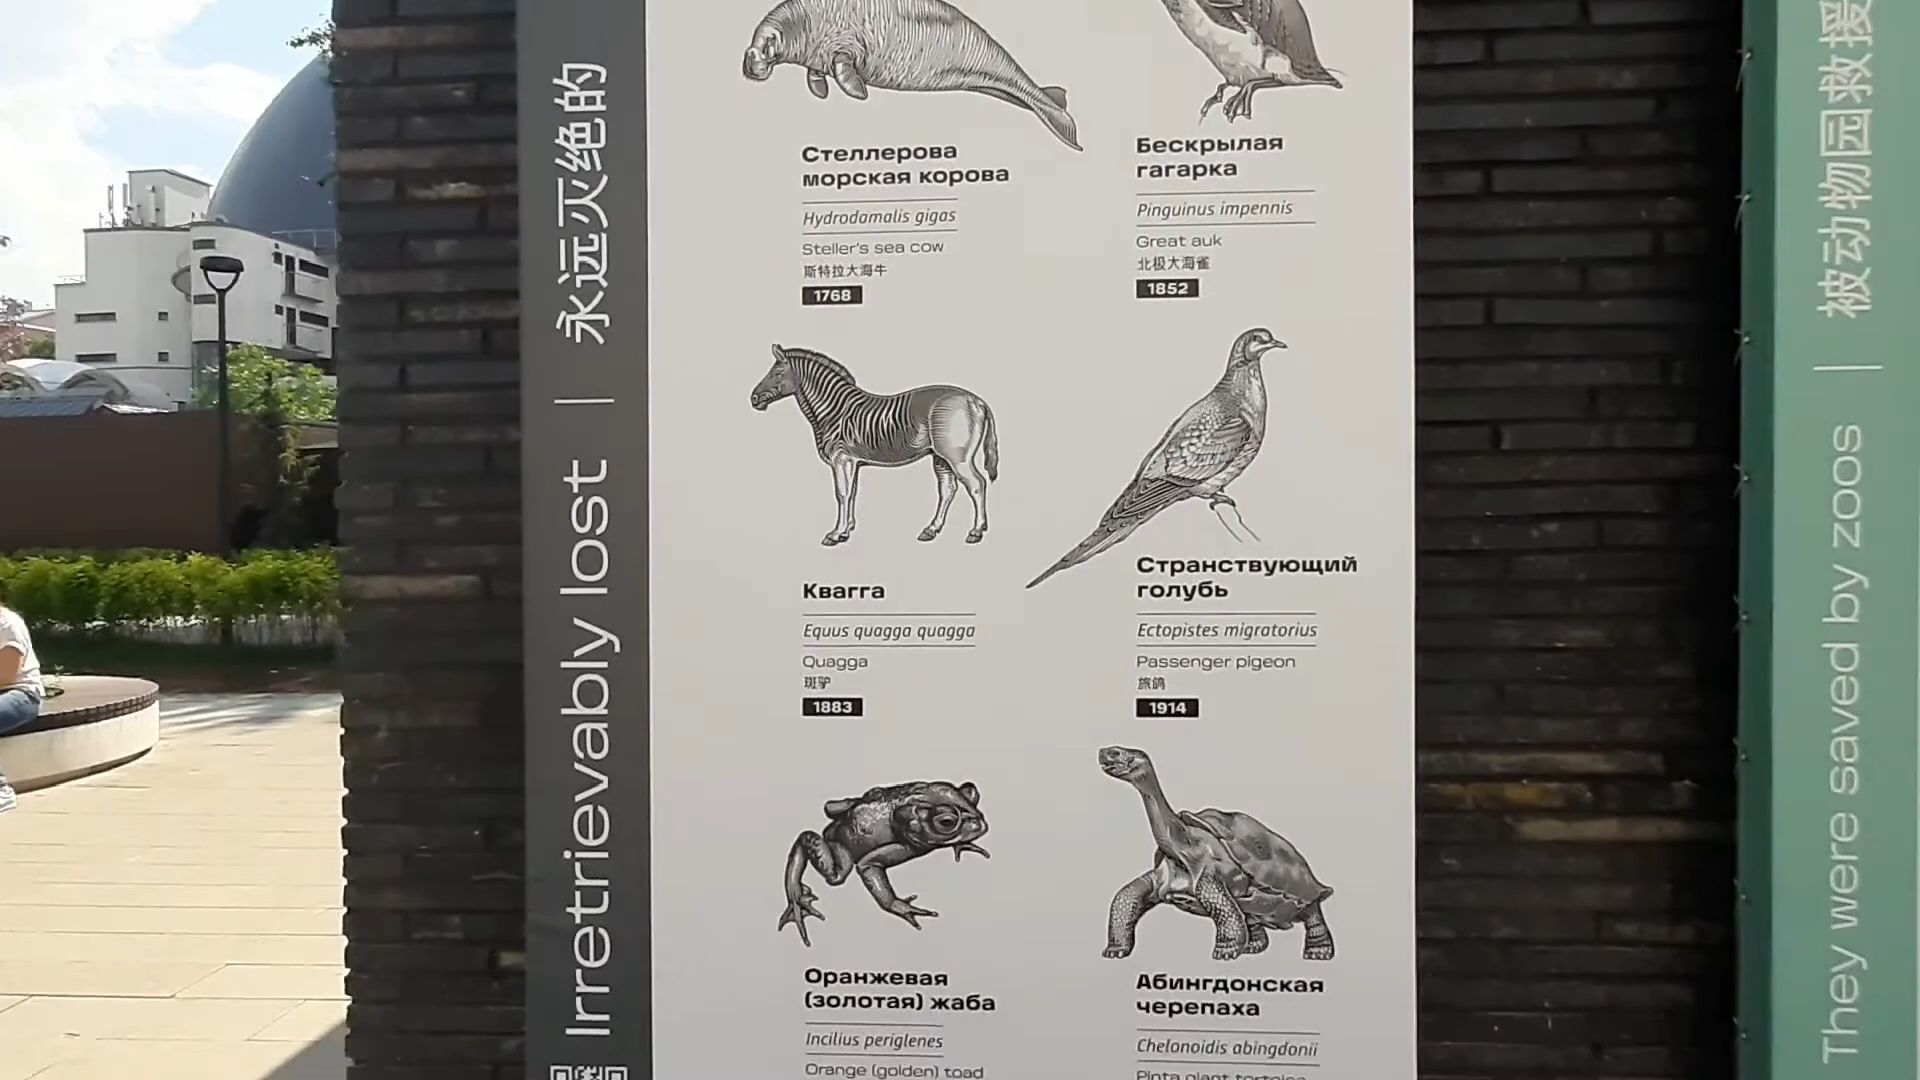 永远灭绝的
Irretrievably lost
Стеллерова
морская корова
Hydrodamalis gigas
Steller's sea cow
斯特拉大海牛
1768
Бескрылая
гагарка
Pinguinus impennis
Great auk
北极大海雀
1852
Квагга
Equus quagga quagga
Quagga
斑驴
1883
Странствующий
голубь
Ectopistes migratorius
Passenger pigeon
旅鸽
1914
Оранжевая
(золотая) жаба
Incilius periglenes
Orange (golden) toad
Абингдонская
черепаха
Chelonoidis abingdonii
Pinta giant tortoise
被动物园救援
They were saved by zoos